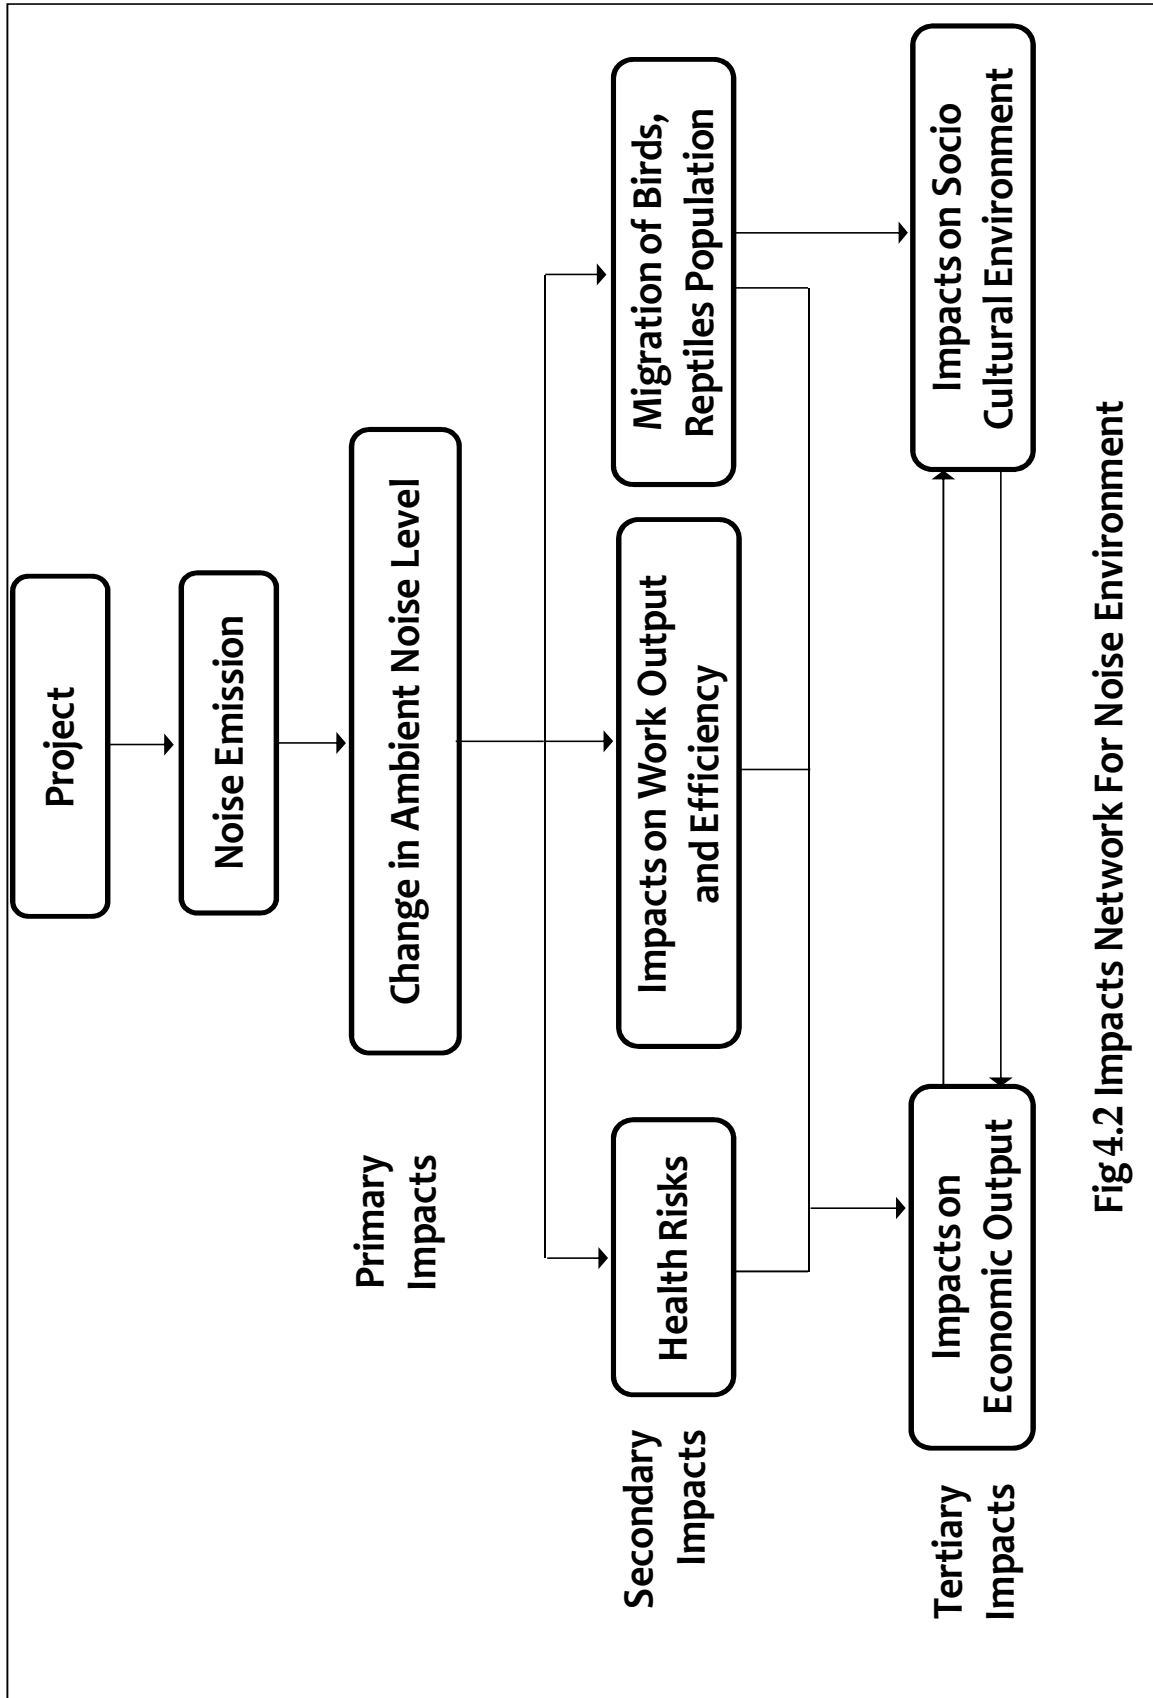 Project
Noise Emission
Primary
Impacts
Change in Ambient Noise Level
Secondary
Impacts
Health Risks
Impacts on Work Output
and Efficiency
Migration of Birds,
Reptiles Population
Tertiary
Impacts
Impacts on
Economic Output
Impacts on Socio
Cultural Environment
Fig 4.2 Impacts Network For Noise Environment